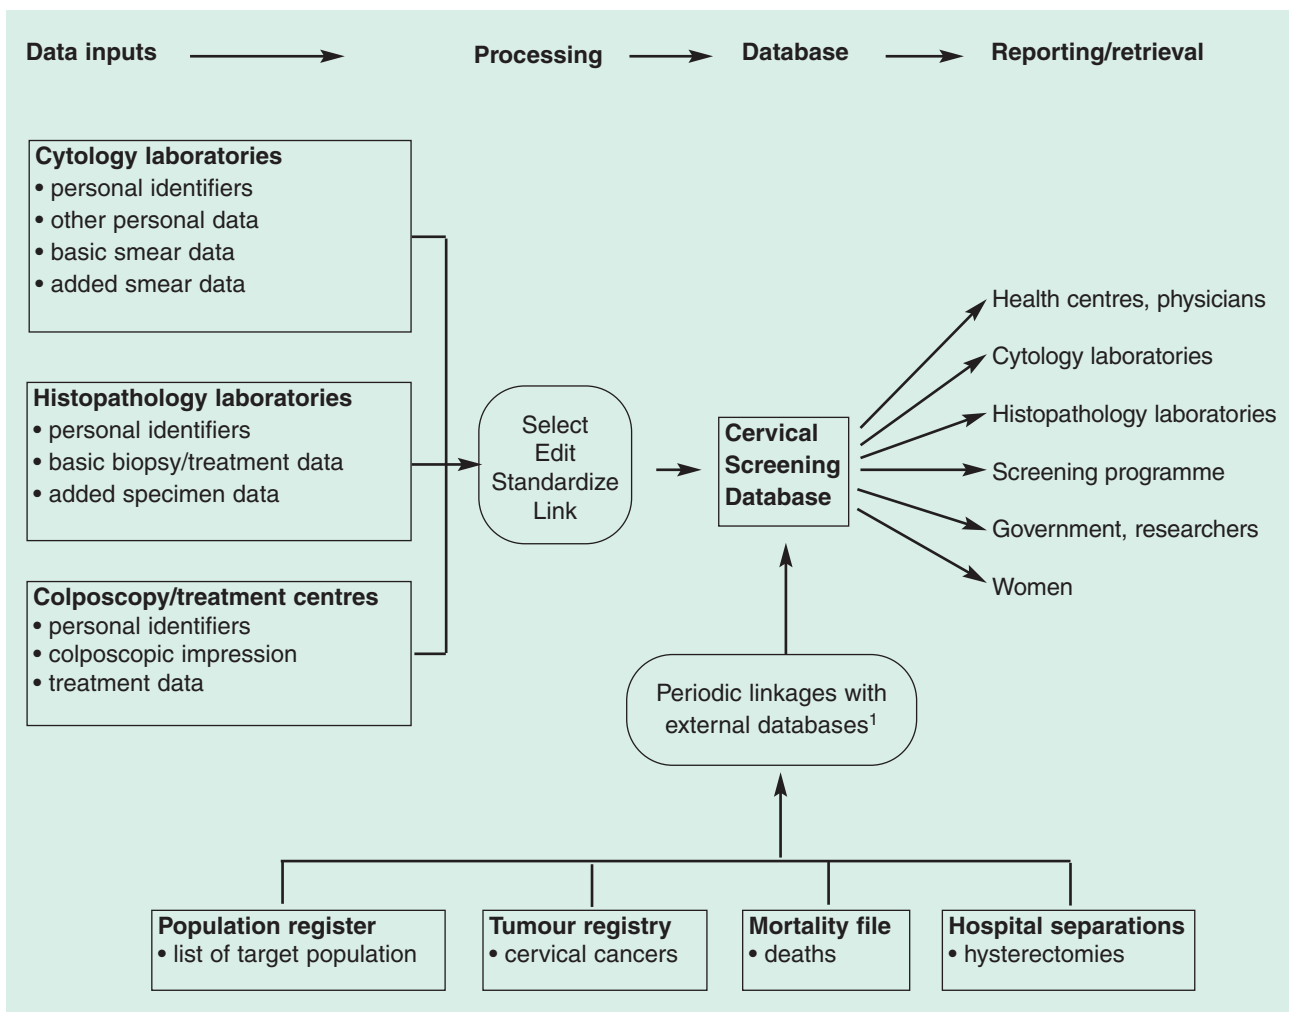 Data inputs
Processing
Database
Reporting/retrieval
Cytology laboratories
• personal identifiers
• other personal data
• basic smear data
• added smear data
Histopathology laboratories
• personal identifiers
• basic biopsy/treatment data
• added specimen data
Colposcopy/treatment centres
• personal identifiers
• colposcopic impression
• treatment data
Select
Edit
Standardize
Link
Cervical
Screening
Database
Health centres, physicians
Cytology laboratories
Histopathology laboratories
Screening programme
Government, researchers
Women
Periodic linkages with
external databases¹
Population register
• list of target population
Tumour registry
• cervical cancers
Mortality file
• deaths
Hospital separations
• hysterectomies